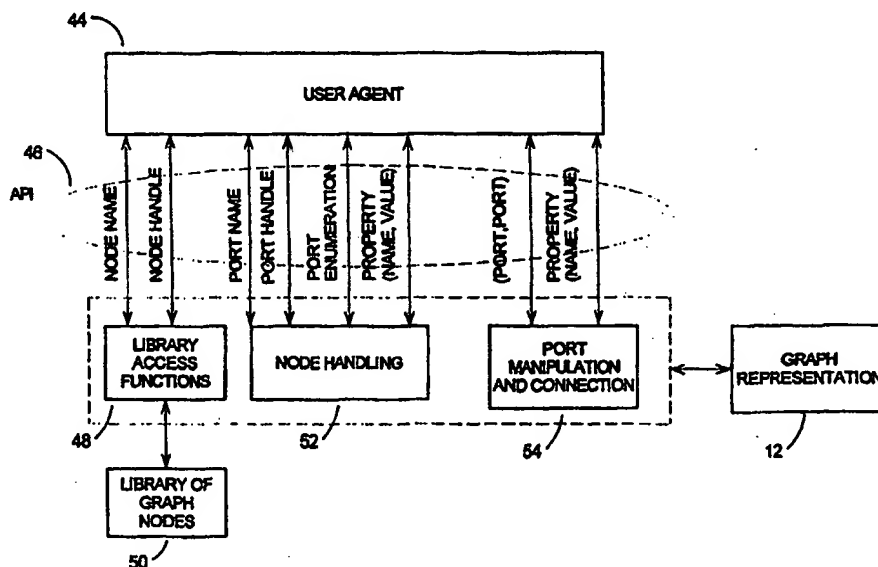 44
USER AGENT
46
API
NODE NAME
NODE HANDLE
PORT NAME
PORT HANDLE
PORT
ENUMERATION
PROPERTY
(NAME, VALUE)
(PORT,PORT)
PROPERTY
(NAME, VALUE)
LIBRARY
ACCESS
FUNCTIONS
NODE HANDLING
PORT
MANIPULATION
AND CONNECTION
GRAPH
REPRESENTATION
48
52
54
12
LIBRARY OF
GRAPH
NODES
50